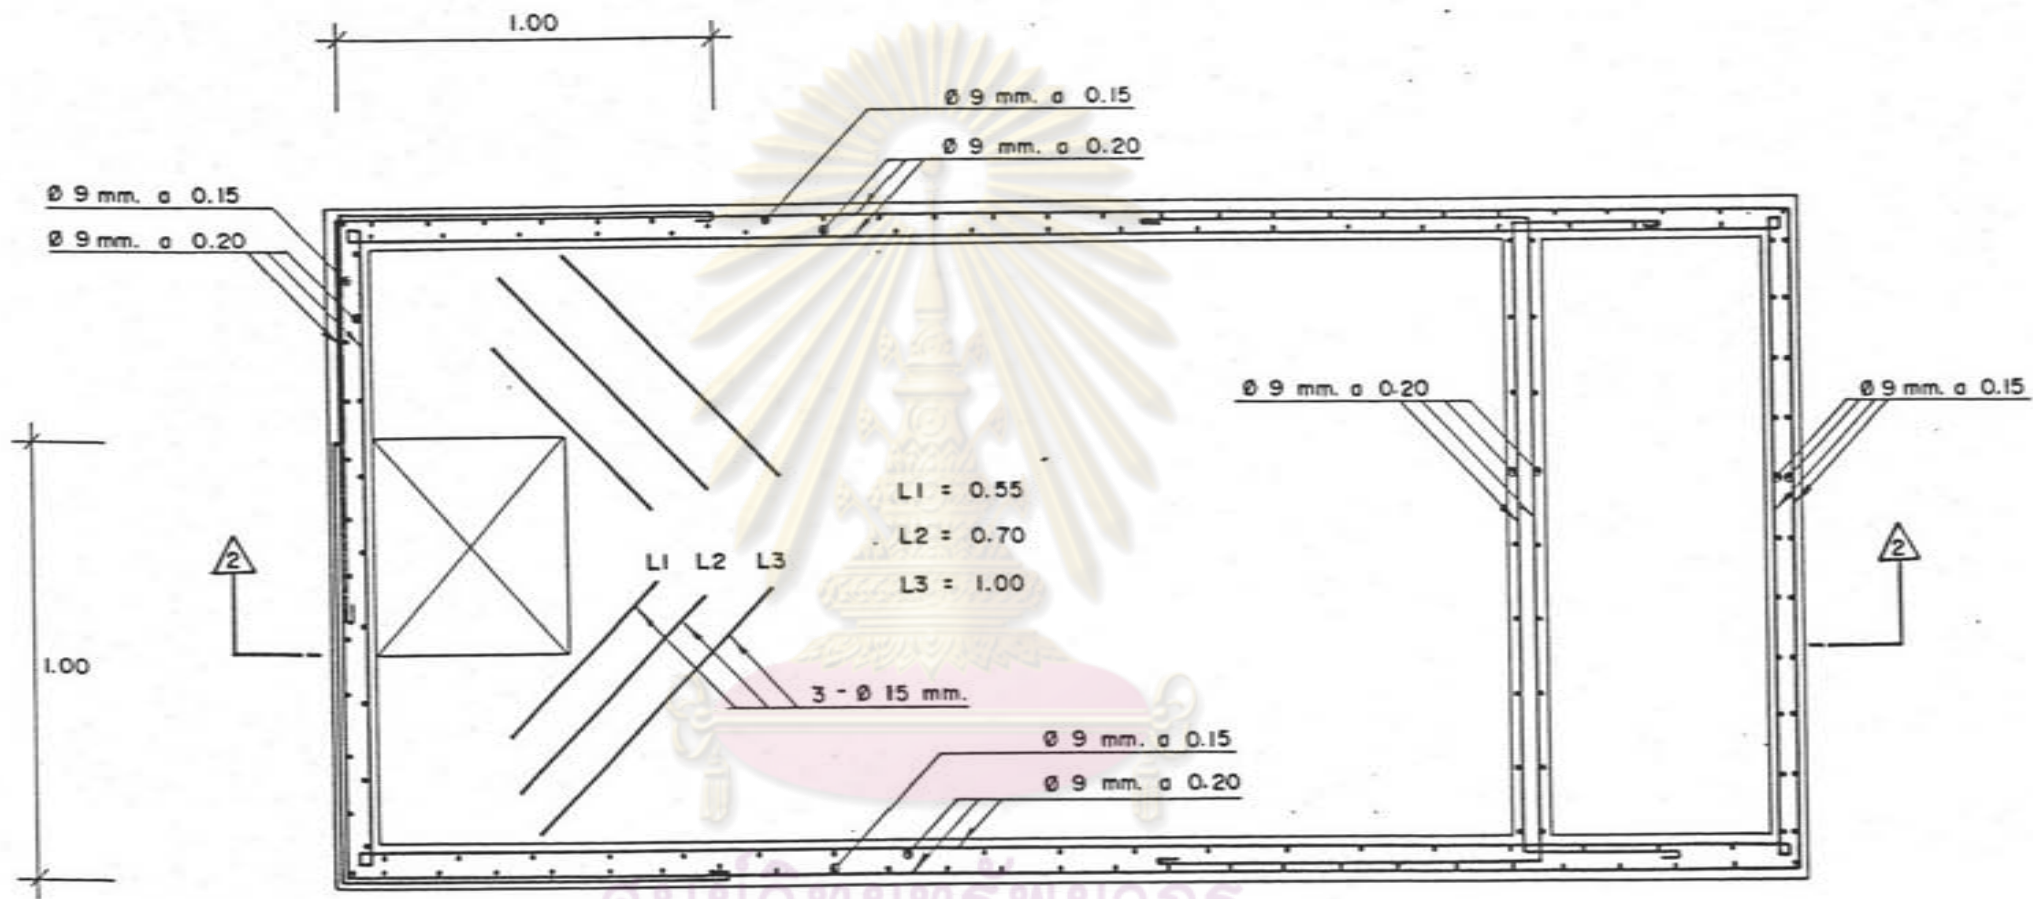 1.00
Ø 9 mm. a 0.15
Ø 9 mm. a 0.20
Ø 9 mm. a 0.15
Ø 9 mm. a 0.20
Ø 9 mm. a 0.20
Ø 9 mm. a 0.15
L1 = 0.55
L2 = 0.70
L3 = 1.00
2
2
L1 L2 L3
1.00
3 - Ø 15 mm.
Ø 9 mm. a 0.15
Ø 9 mm. a 0.20